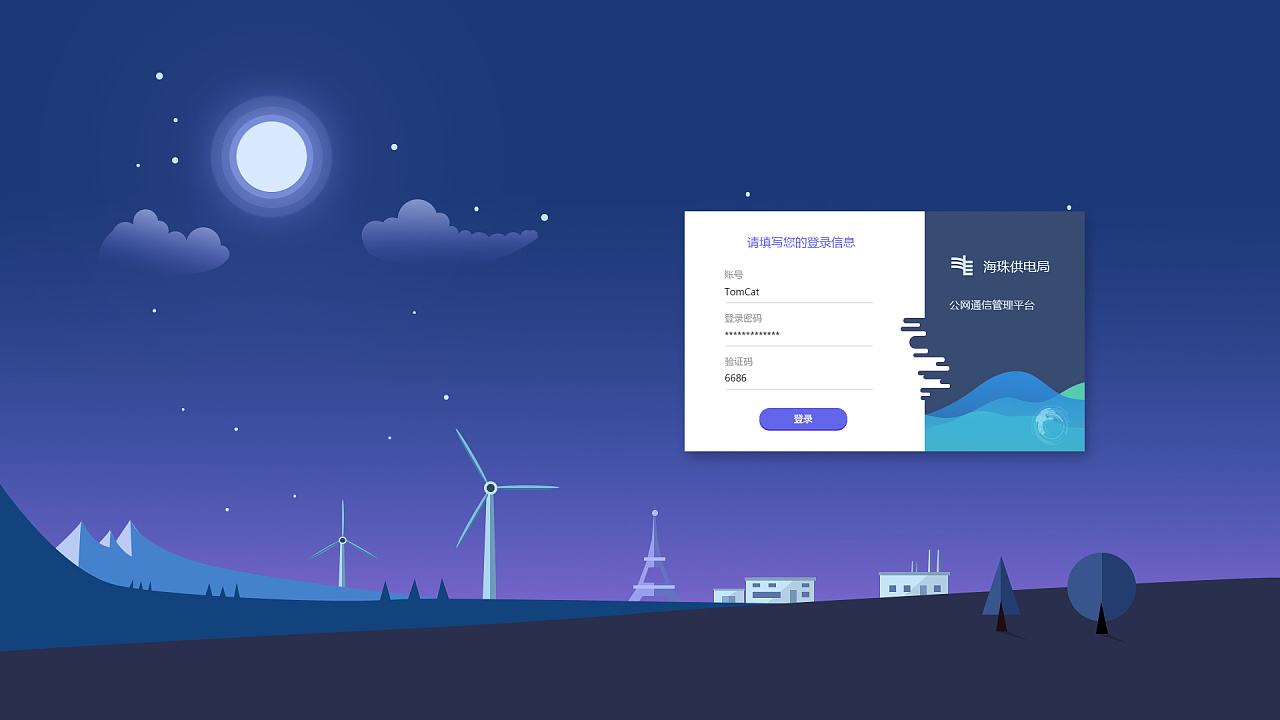 请填写您的登录信息
账号
TomCat
登录密码
*************
验证码
6686
登录
海珠供电局
公网通信管理平台